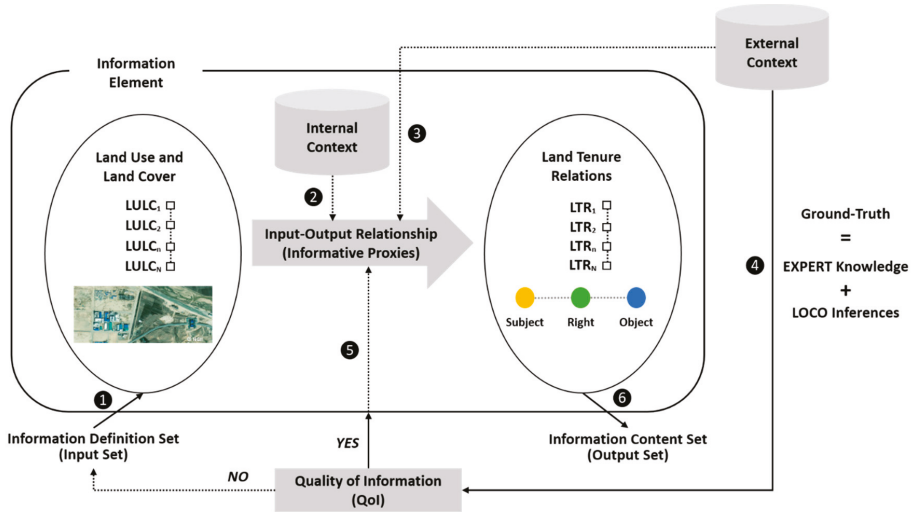 External
Context
Information
Element
3
Internal
Context
Land Use and
Land Cover
Land Tenure
Relations
2
LULC₁
LULC₂
LULCₙ
LULC_N
LTR₁
LTR₂
LTRₙ
LTR_N
Input-Output Relationship
(Informative Proxies)
Ground-Truth
=
EXPERT Knowledge
+
LOCO Inferences
4
Subject
Right
Object
5
1
6
Information Definition Set
(Input Set)
YES
Information Content Set
(Output Set)
NO
Quality of Information
(QoI)